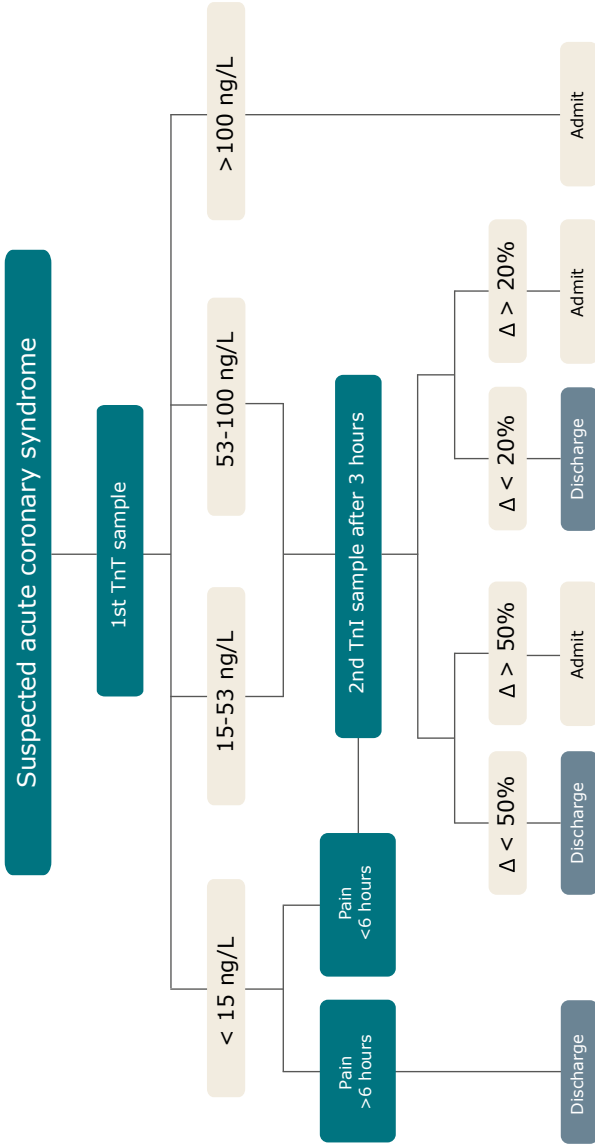 Suspected acute coronary syndrome
1st TnT sample
< 15 ng/L
15-53 ng/L
53-100 ng/L
>100 ng/L
Pain
>6 hours
Pain
<6 hours
2nd TnI sample after 3 hours
Δ < 50%
Δ > 50%
Δ < 20%
Δ > 20%
Discharge
Discharge
Admit
Discharge
Admit
Admit